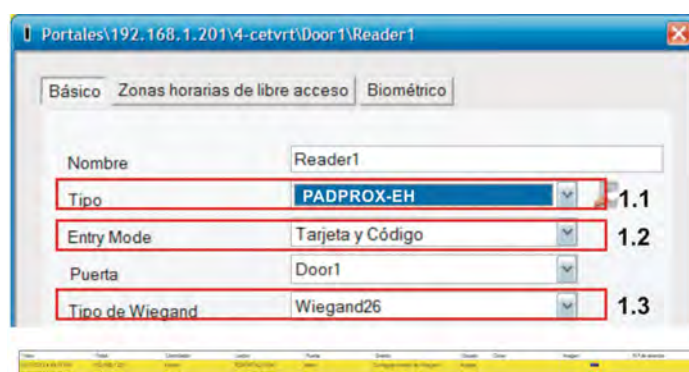 Portales\192.168.1.201\4-cetvrt\Door1\Reader1
Básico Zonas horarias de libre acceso Biométrico
Nombre Reader1
Tipo PADPROX-EH 1.1
Entry Mode Tarjeta y Código 1.2
Puerta Door1
Tipo de Wiegand Wiegand26 1.3